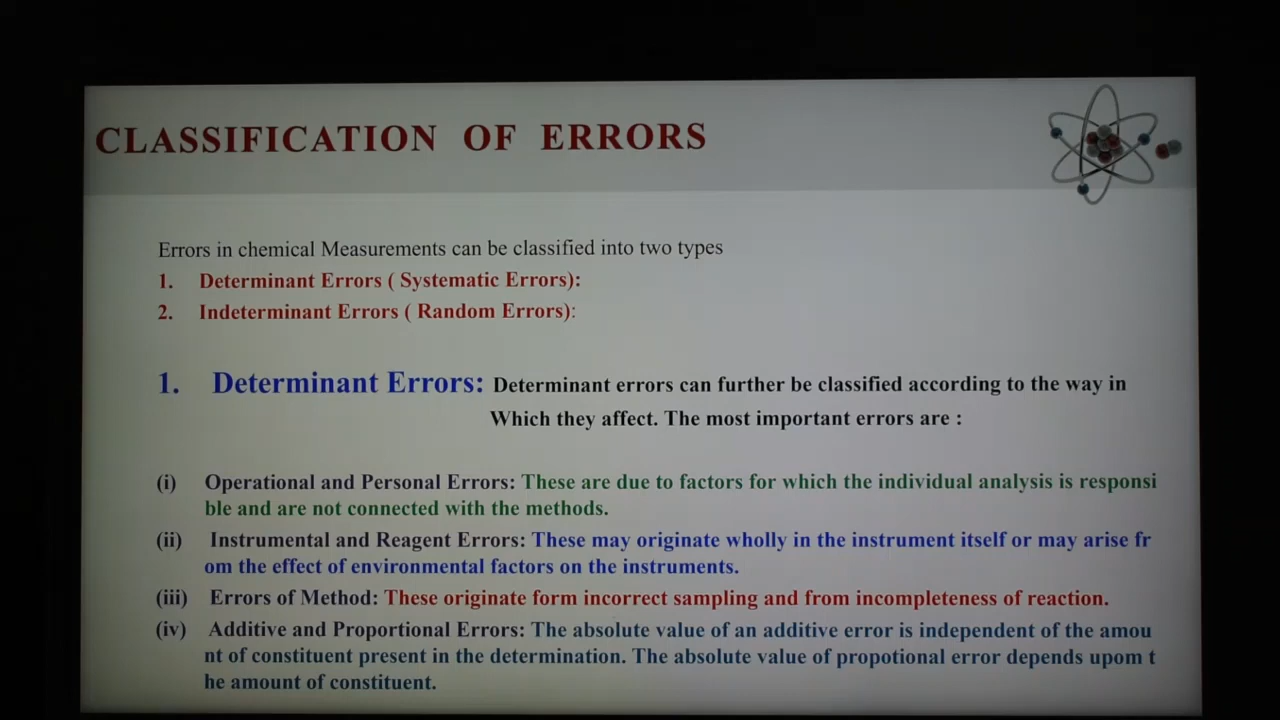 CLASSIFICATION OF ERRORS
Errors in chemical Measurements can be classified into two types
1. Determinant Errors ( Systematic Errors):
2. Indeterminant Errors ( Random Errors):
1. Determinant Errors: Determinant errors can further be classified according to the way in
Which they affect. The most important errors are :
(i) Operational and Personal Errors: These are due to factors for which the individual analysis is responsi
ble and are not connected with the methods.
(ii) Instrumental and Reagent Errors: These may originate wholly in the instrument itself or may arise fr
om the effect of environmental factors on the instruments.
(iii) Errors of Method: These originate form incorrect sampling and from incompleteness of reaction.
(iv) Additive and Proportional Errors: The absolute value of an additive error is independent of the amou
nt of constituent present in the determination. The absolute value of propotional error depends upom t
he amount of constituent.